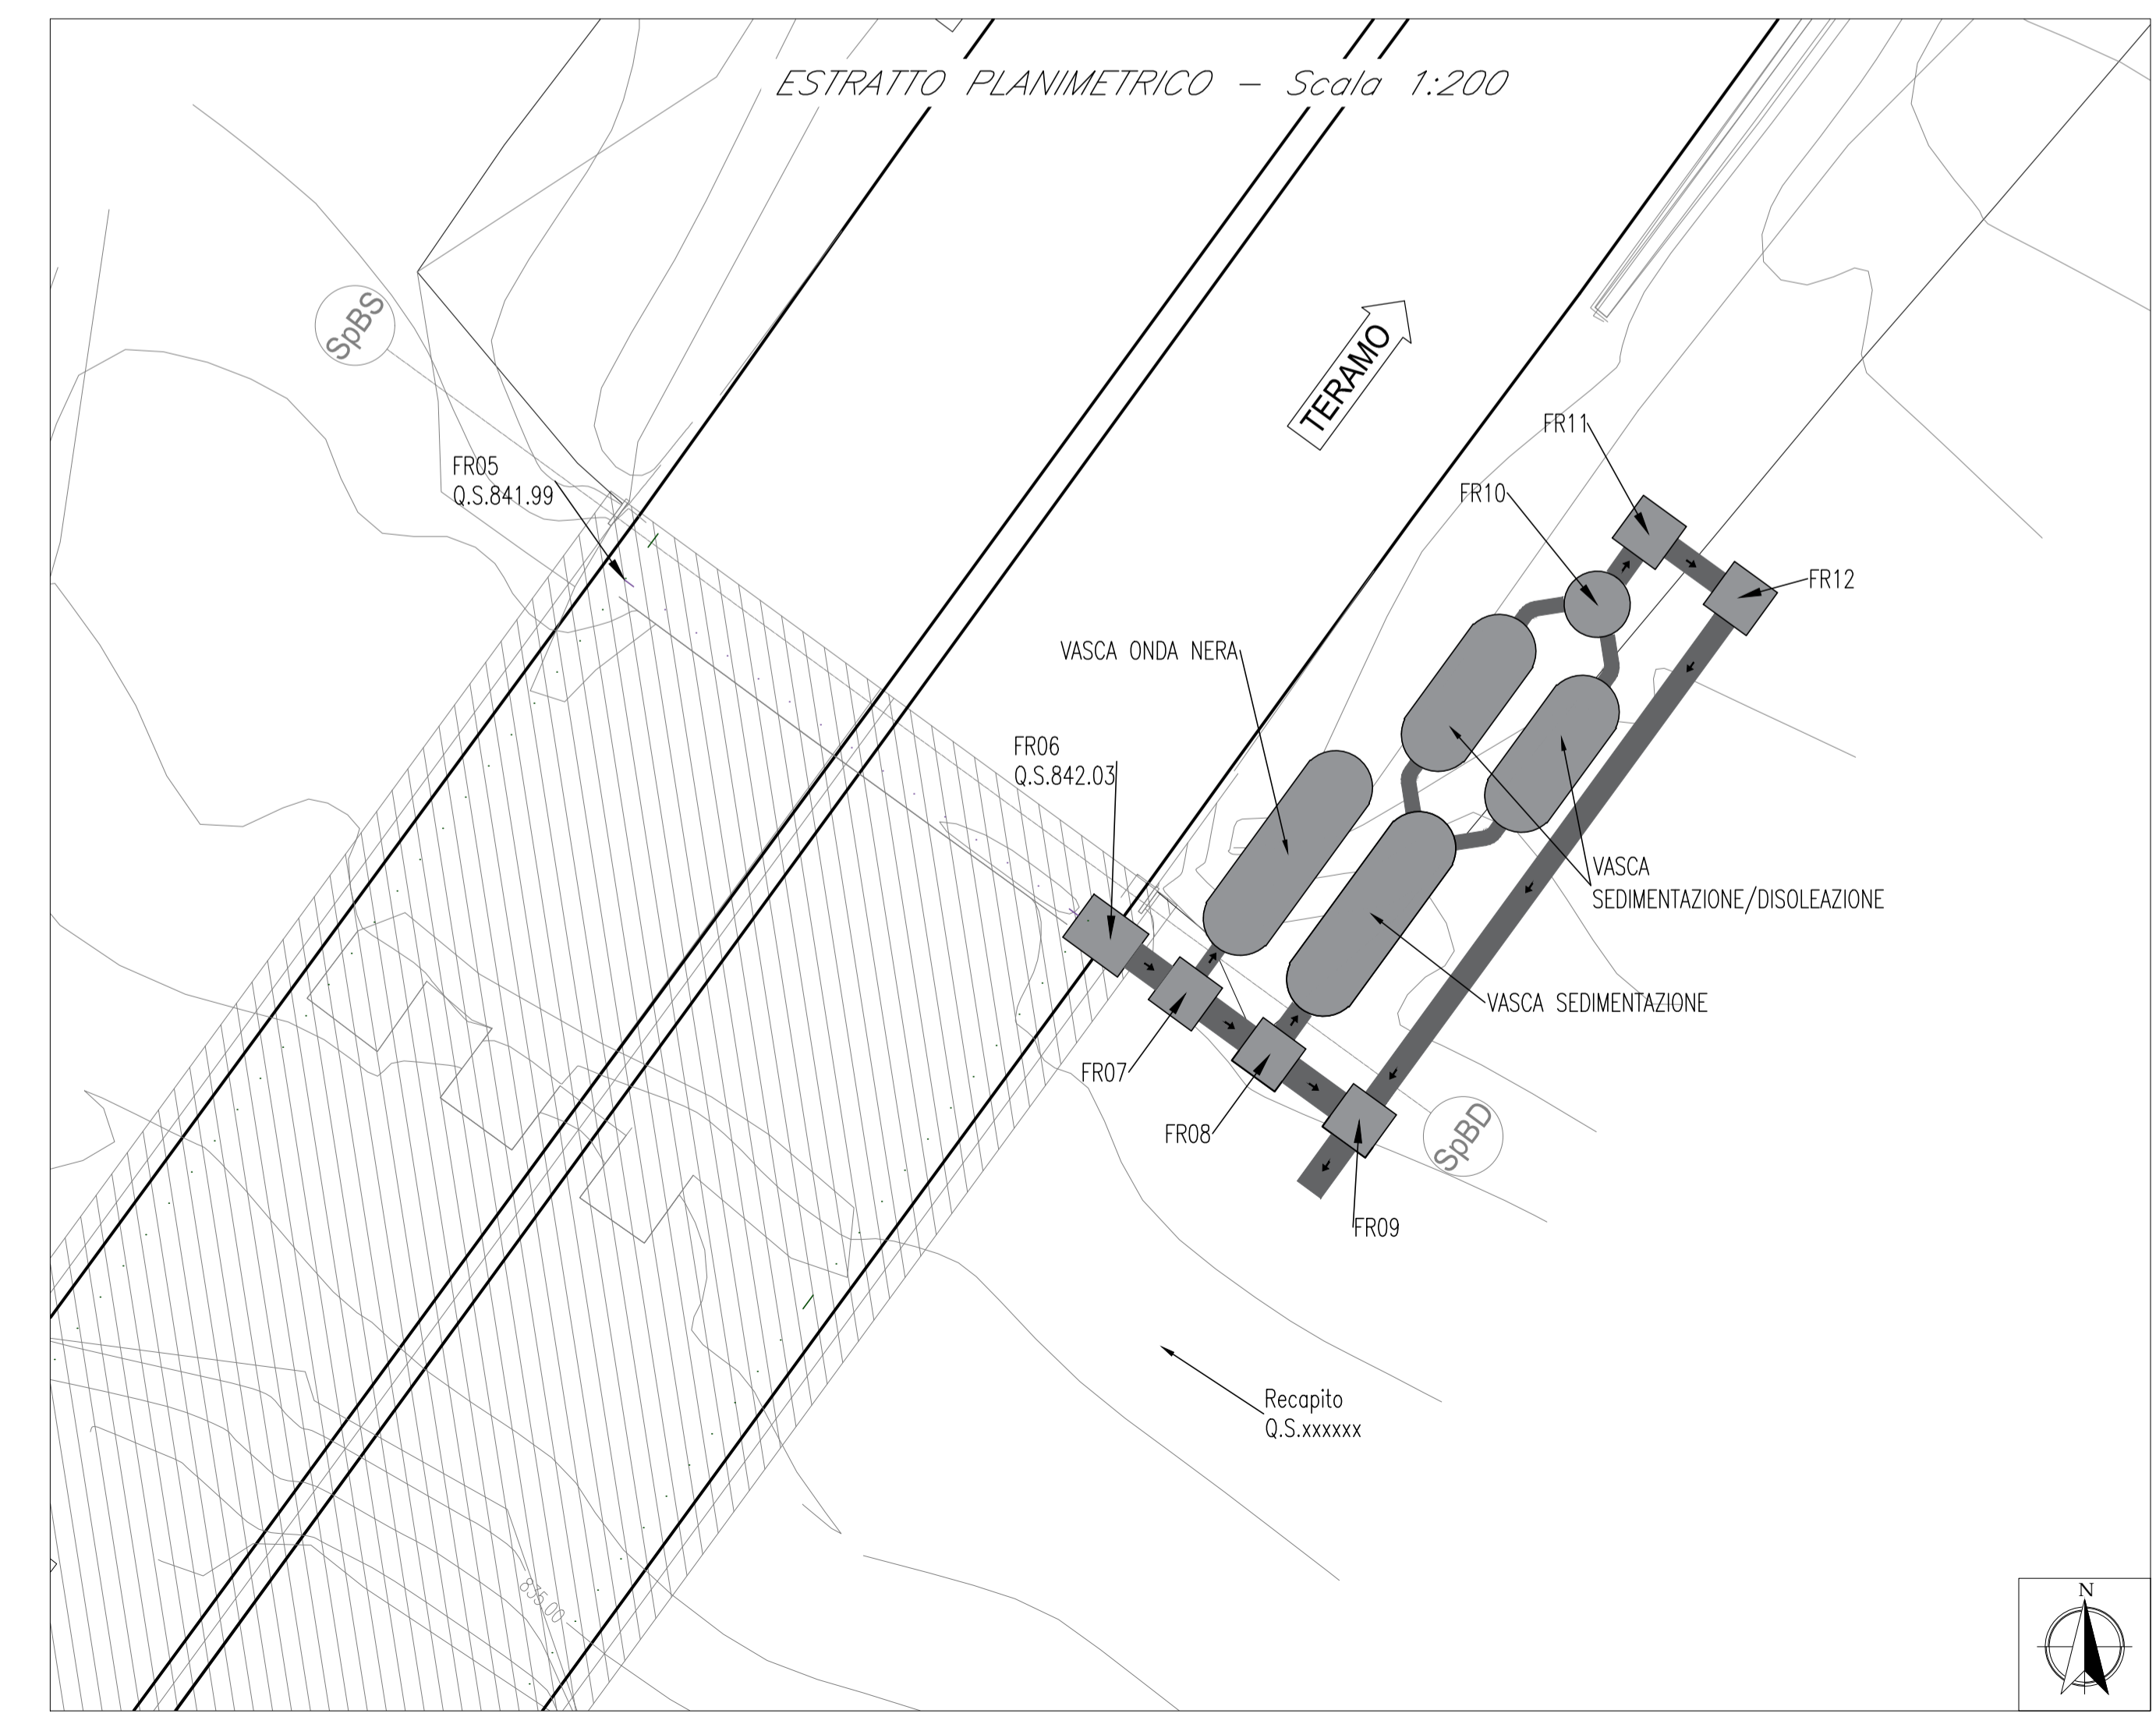 ESTRATTO PLANIMETRICO – Scala 1:200
SpBS
TERAMO
FR05
Q.S.841.99
FR11
FR10
FR12
VASCA ONDA NERA
FR06
Q.S.842.03
VASCA
SEDIMENTAZIONE/DISOLEAZIONE
VASCA SEDIMENTAZIONE
FR07
FR08
SpBD
FR09
Recapito
Q.S.xxxxxx
835.00
N